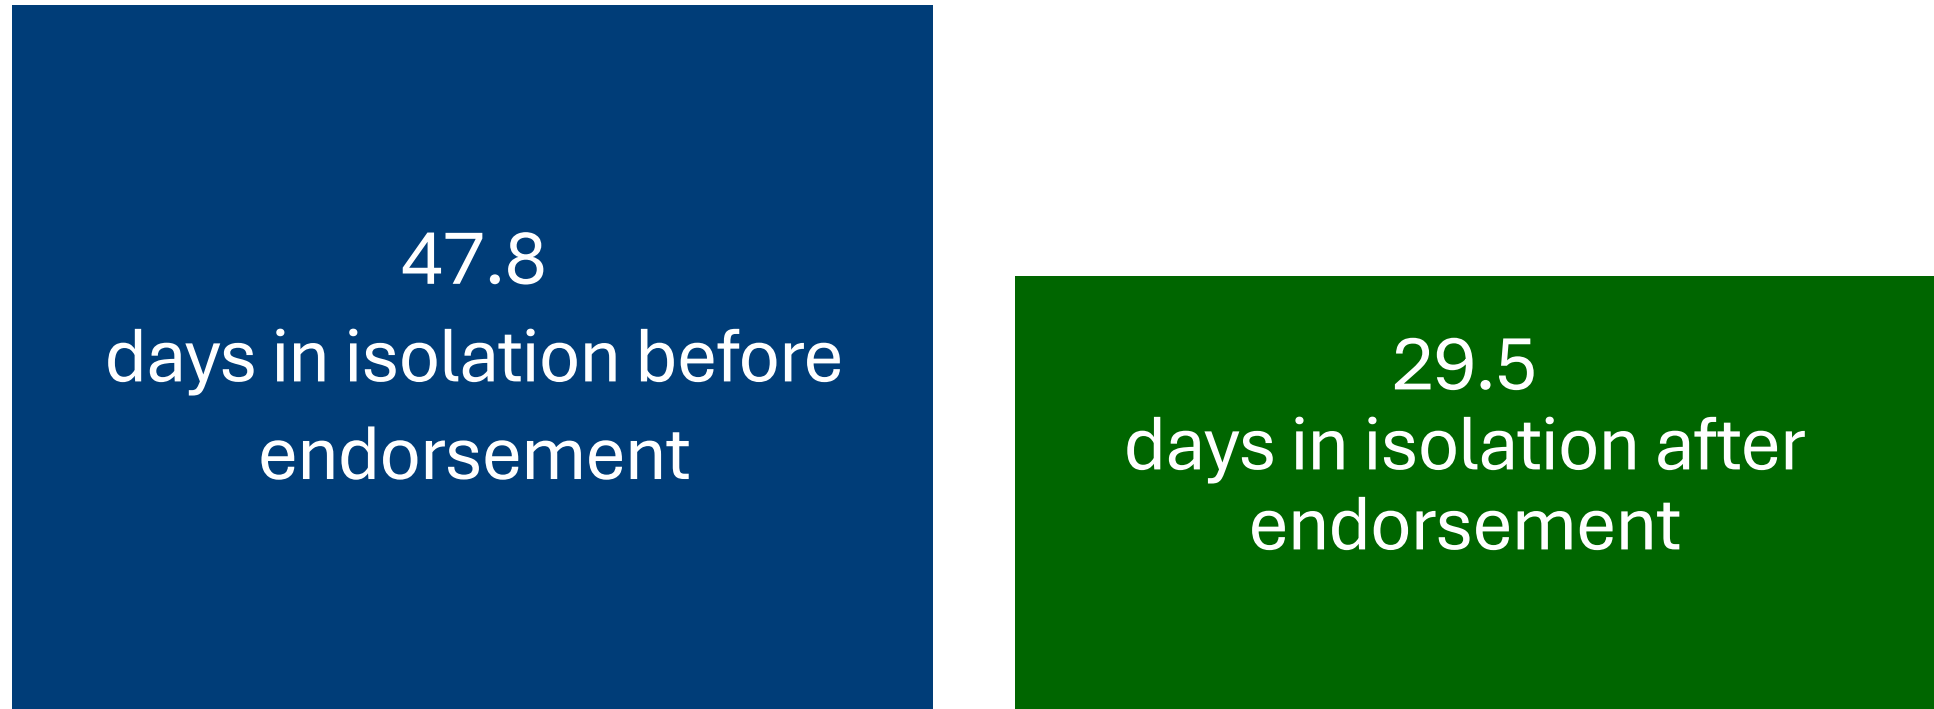 47.8
days in isolation before
endorsement
29.5
days in isolation after
endorsement